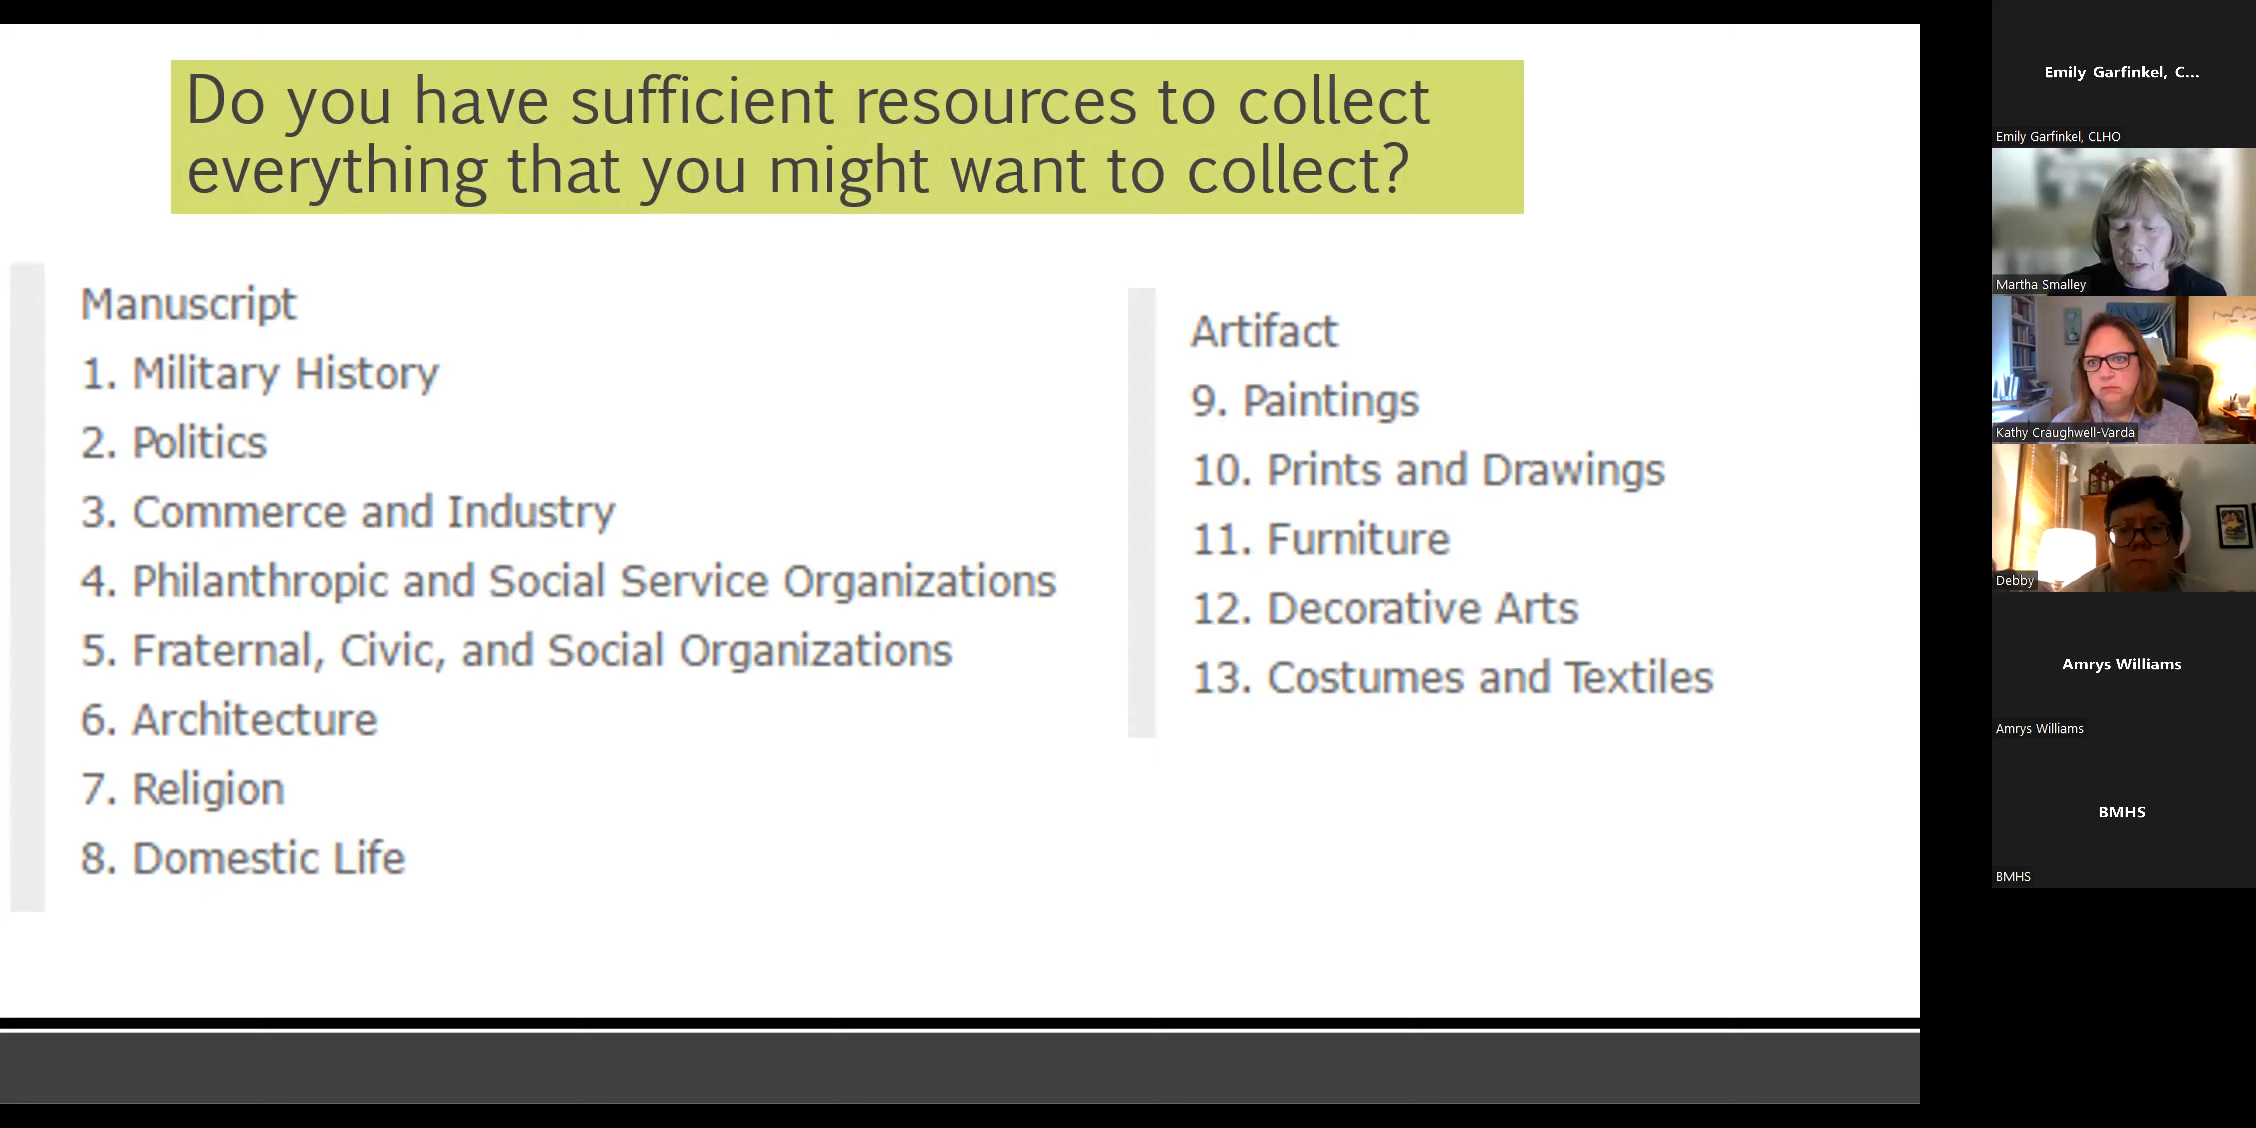 Do you have sufficient resources to collect
everything that you might want to collect?
Manuscript
1. Military History
2. Politics
3. Commerce and Industry
4. Philanthropic and Social Service Organizations
5. Fraternal, Civic, and Social Organizations
6. Architecture
7. Religion
8. Domestic Life
Artifact
9. Paintings
10. Prints and Drawings
11. Furniture
12. Decorative Arts
13. Costumes and Textiles
Emily Garfinkel, C...
Emily Garfinkel, CLHO
Martha Smalley
Kathy Craughwell-Varda
Debby
Amrys Williams
Amrys Williams
BMHS
BMHS